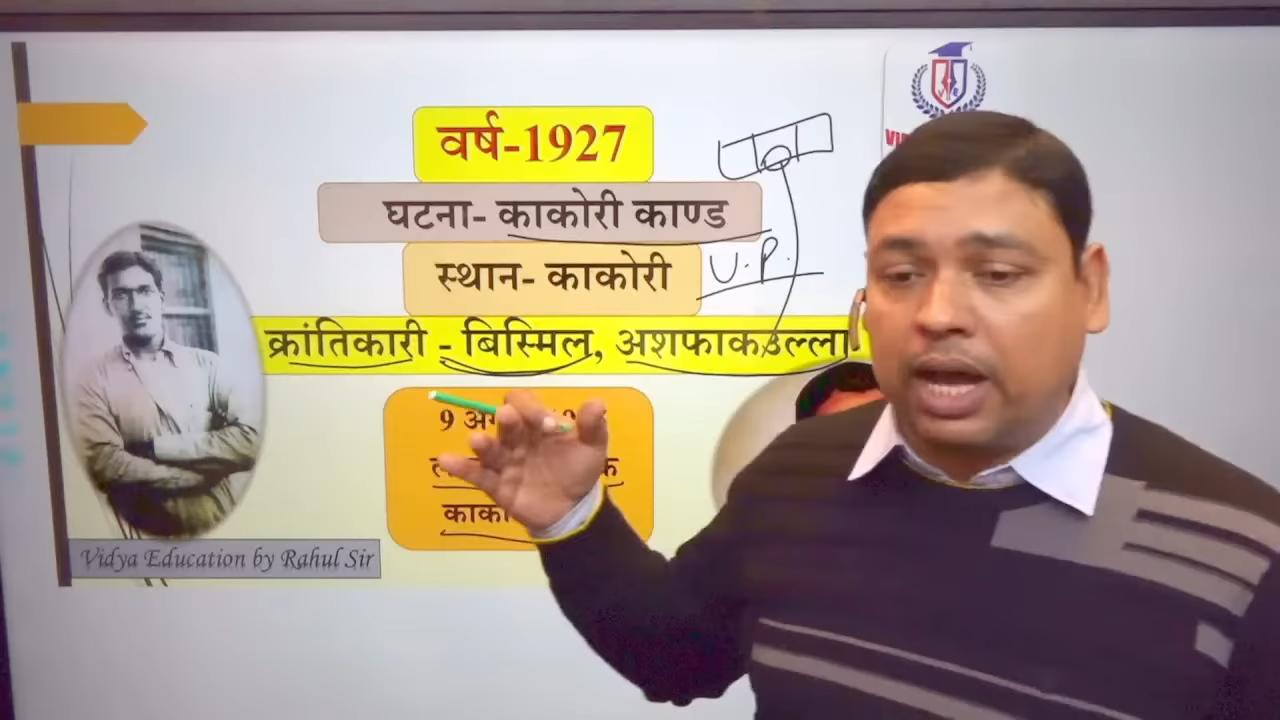 वर्ष-1927
घटना- काकोरी काण्ड
स्थान- काकोरी
U.P.
क्रांतिकारी - बिस्मिल, अशफाकउल्ला
9
Vidya Education by Rahul Sir